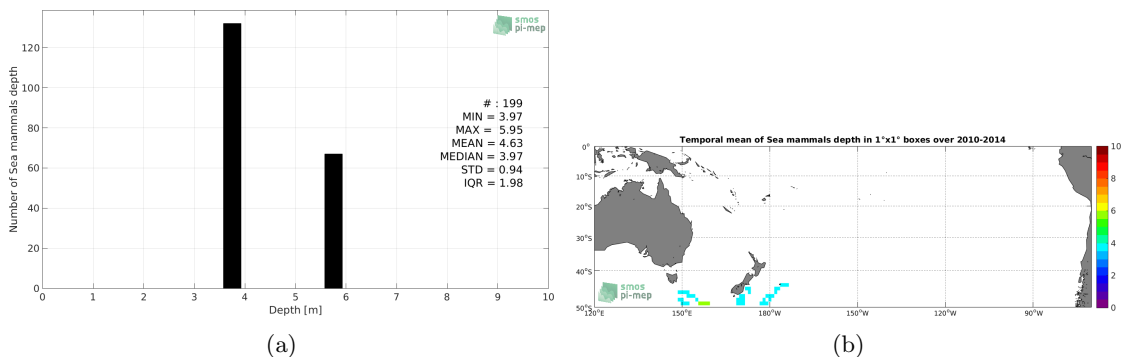 smos
pi-mep
Number of Sea mammals depth
120
100
80
60
40
20
0
# : 199
MIN = 3.97
MAX = 5.95
MEAN = 4.63
MEDIAN = 3.97
STD = 0.94
IQR = 1.98
0 1 2 3 4 5 6 7 8 9 10
Depth [m]
(a)
Temporal mean of Sea mammals depth in 1°x1° boxes over 2010-2014
0°
10°S
20°S
30°S
40°S
50°S
120°E 150°E 180°W 150°W 120°W 90°W
smos
pi-mep
10
8
6
4
2
0
(b)